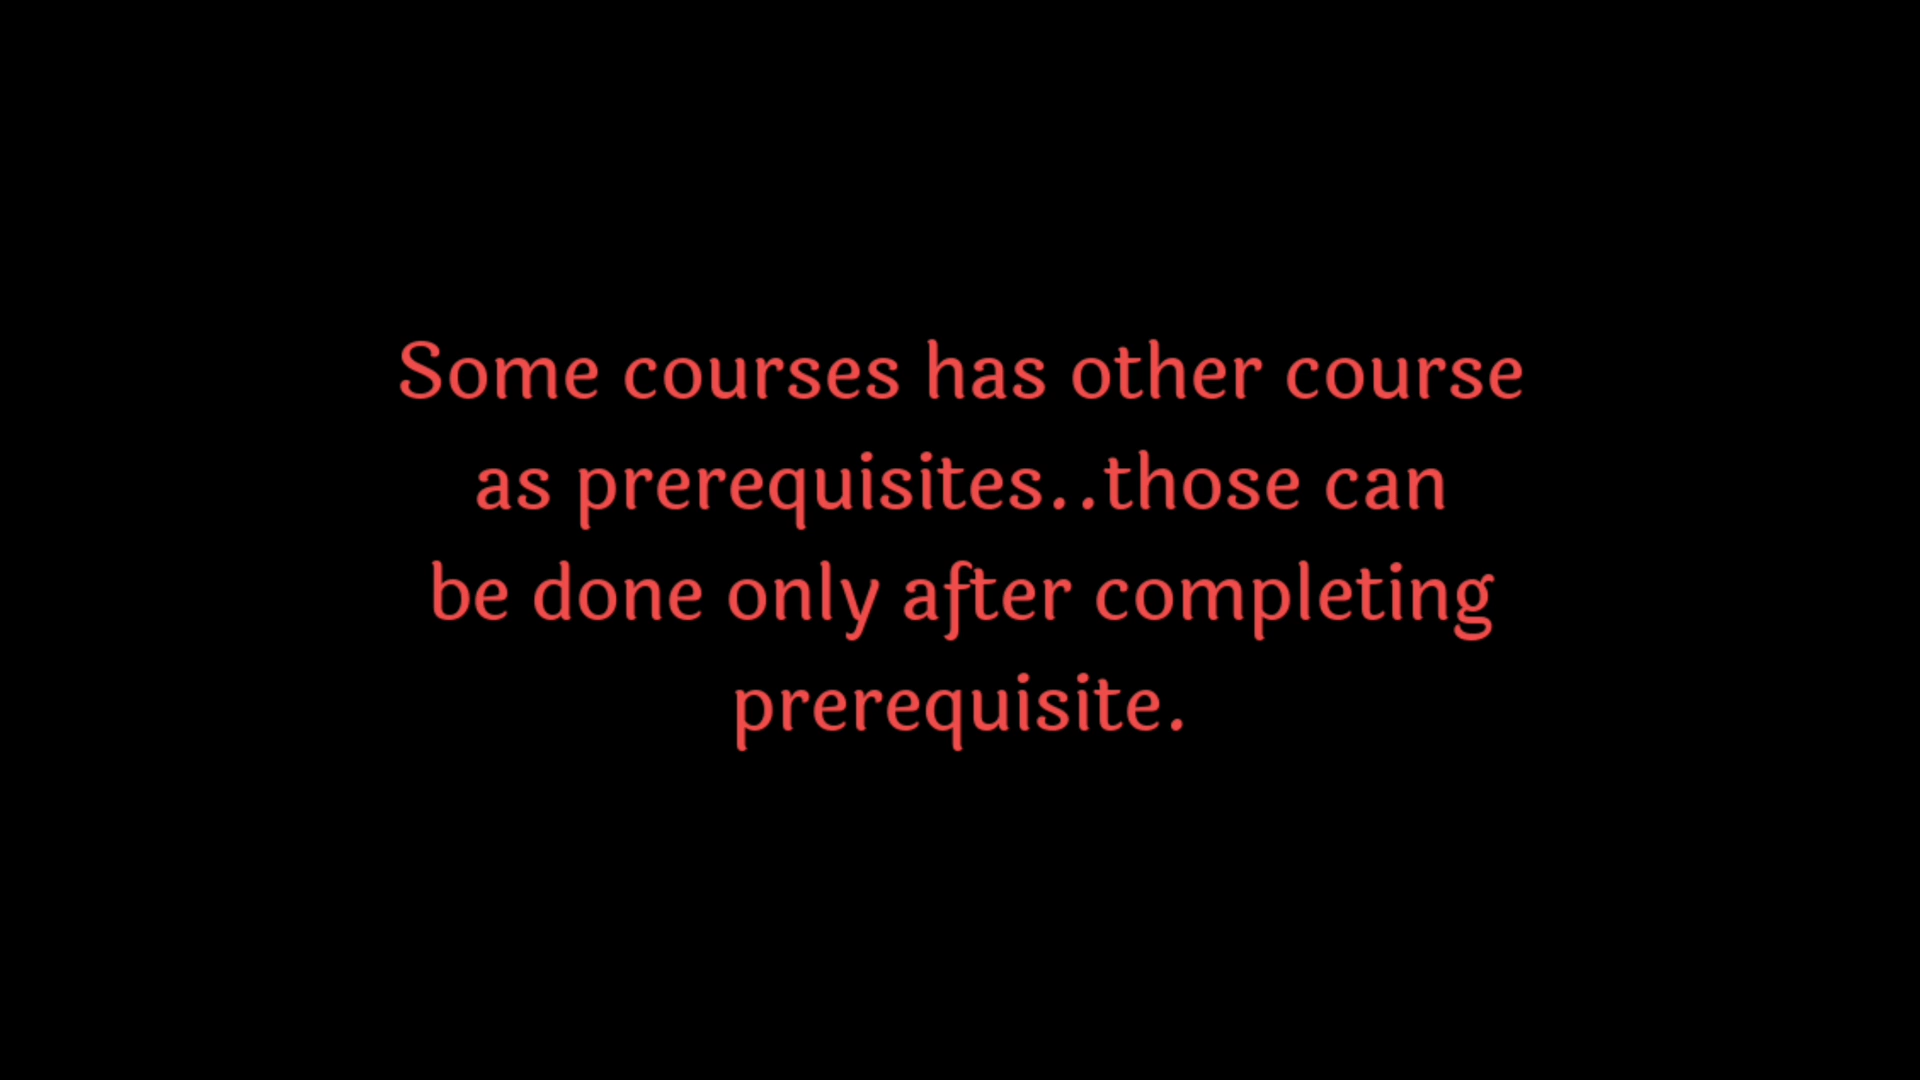 Some courses has other course
as prerequisites..those can
be done only after completing
prerequisite.